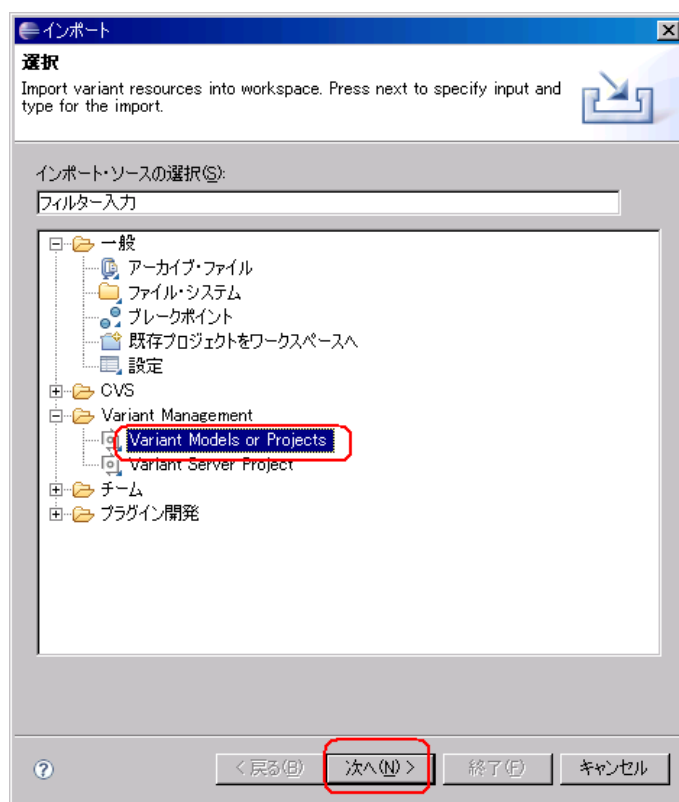 インポート
選択
Import variant resources into workspace. Press next to specify input and
type for the import.
インポート・ソースの選択(S):
フィルター入力
一般
アーカイブ・ファイル
ファイル・システム
ブレークポイント
既存プロジェクトをワークスペースへ
設定
CVS
Variant Management
Variant Models or Projects
Variant Server Project
チーム
プラグイン開発
< 戻る(B) 次へ(N) > 終了(F) キャンセル